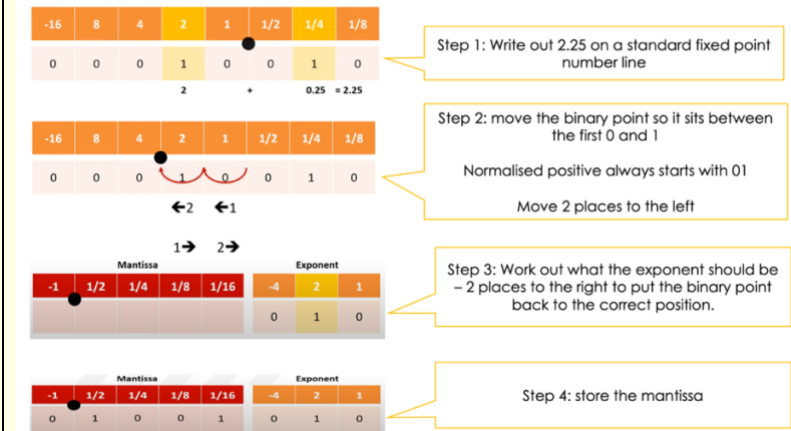 -16 8 4 2 1 1/2 1/4 1/8
0 0 0 1 0 0 1 0
2 + 0.25 = 2.25
Step 1: Write out 2.25 on a standard fixed point
number line
-16 8 4 2 1 1/2 1/4 1/8
0 0 0 1 0 0 1 0
←2 ←1
1→ 2→
Step 2: move the binary point so it sits between
the first 0 and 1
Normalised positive always starts with 01
Move 2 places to the left
Mantissa Exponent
-1 1/2 1/4 1/8 1/16 -4 2 1
0 1 0
Step 3: Work out what the exponent should be
– 2 places to the right to put the binary point
back to the correct position.
Mantissa Exponent
-1 1/2 1/4 1/8 1/16 -4 2 1
0 1 0 0 1 0 1 0
Step 4: store the mantissa